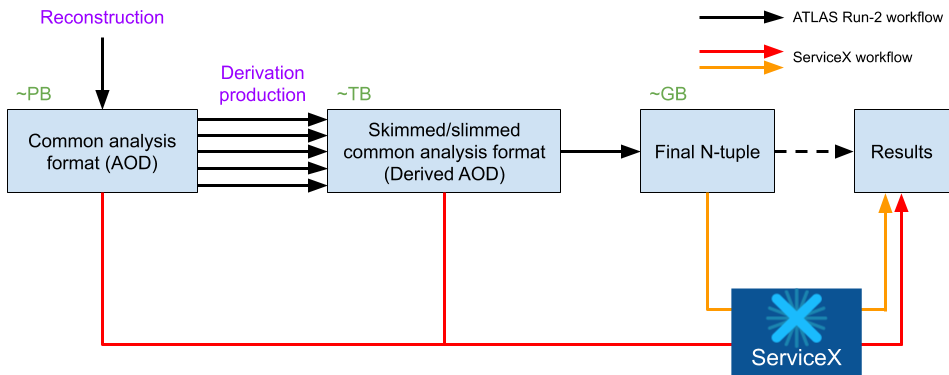 Reconstruction
ATLAS Run-2 workflow
ServiceX workflow
Derivation
production
~PB
~TB
~GB
Common analysis
format (AOD)
Skimmed/slimmed
common analysis format
(Derived AOD)
Final N-tuple
Results
ServiceX